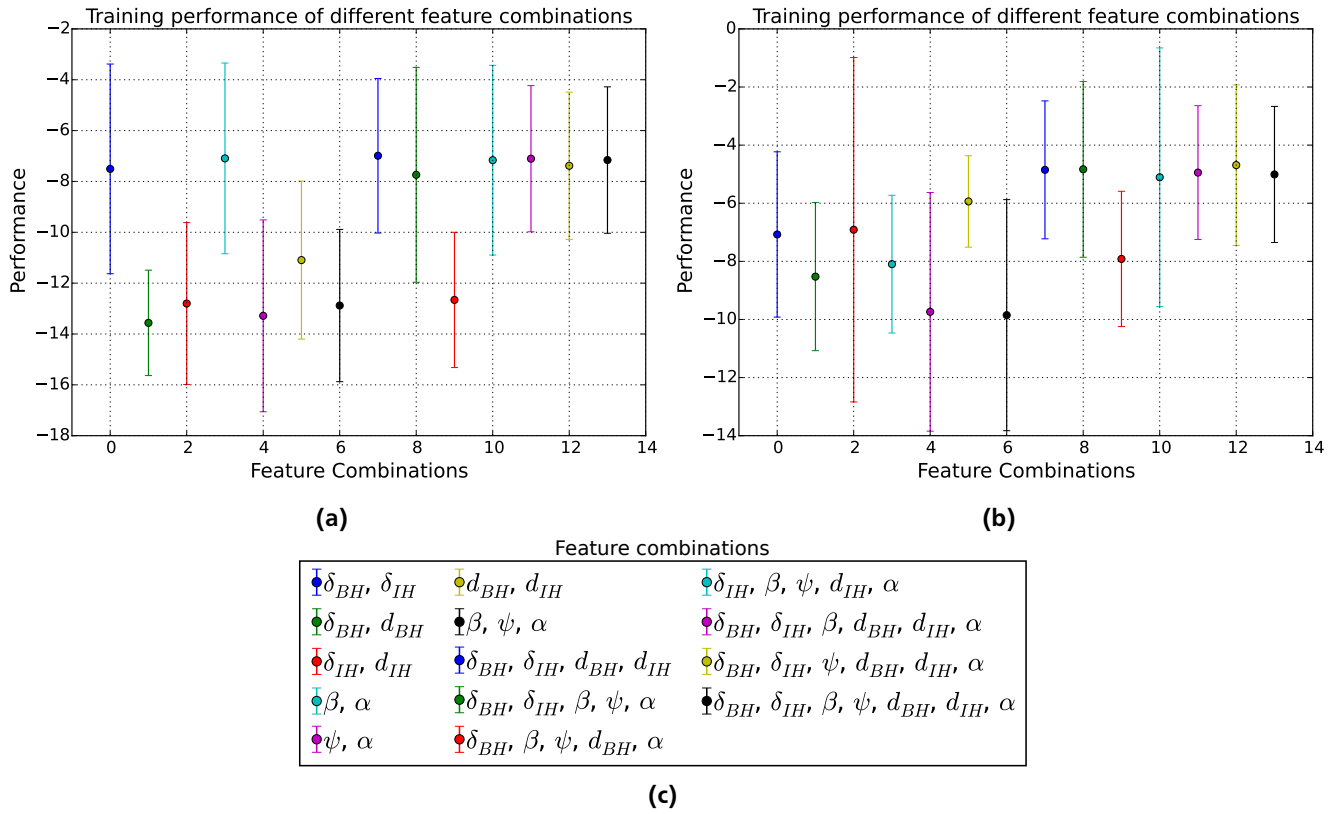 Training performance of different feature combinations
−2
−4
−6
−8
−10
−12
−14
−16
−18
Performance
0 2 4 6 8 10 12 14
Feature Combinations
(a)
Training performance of different feature combinations
0
−2
−4
−6
−8
−10
−12
−14
Performance
0 2 4 6 8 10 12 14
Feature Combinations
(b)
Feature combinations
δ_BH, δ_IH
δ_BH, d_BH
δ_IH, d_IH
β, α
ψ, α
d_BH, d_IH
β, ψ, α
δ_BH, δ_IH, d_BH, d_IH
δ_BH, δ_IH, β, ψ, α
δ_BH, β, ψ, d_BH, α
δ_IH, β, ψ, d_IH, α
δ_BH, δ_IH, β, d_BH, d_IH, α
δ_BH, δ_IH, ψ, d_BH, d_IH, α
δ_BH, δ_IH, β, ψ, d_BH, d_IH, α
(c)